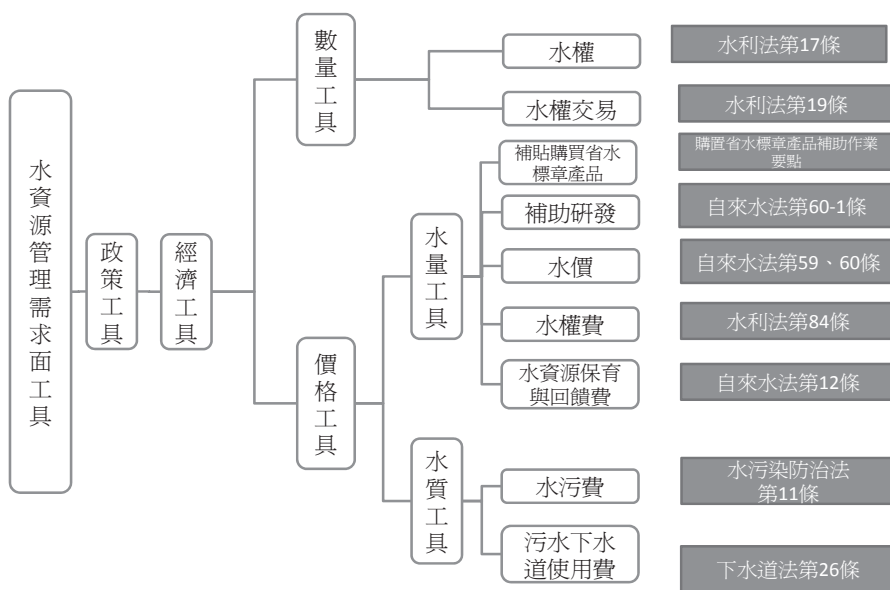 水資源管理需求面工具
政策工具
經濟工具
數量工具
水權
水利法第17條
水權交易
水利法第19條
價格工具
水量工具
補貼購買省水
標章產品
購置省水標章產品補助作業
要點
補助研發
自來水法第60-1條
水價
自來水法第59、60條
水權費
水利法第84條
水資源保育
與回饋費
自來水法第12條
水質工具
水污費
水污染防治法
第11條
污水下水
道使用費
下水道法第26條